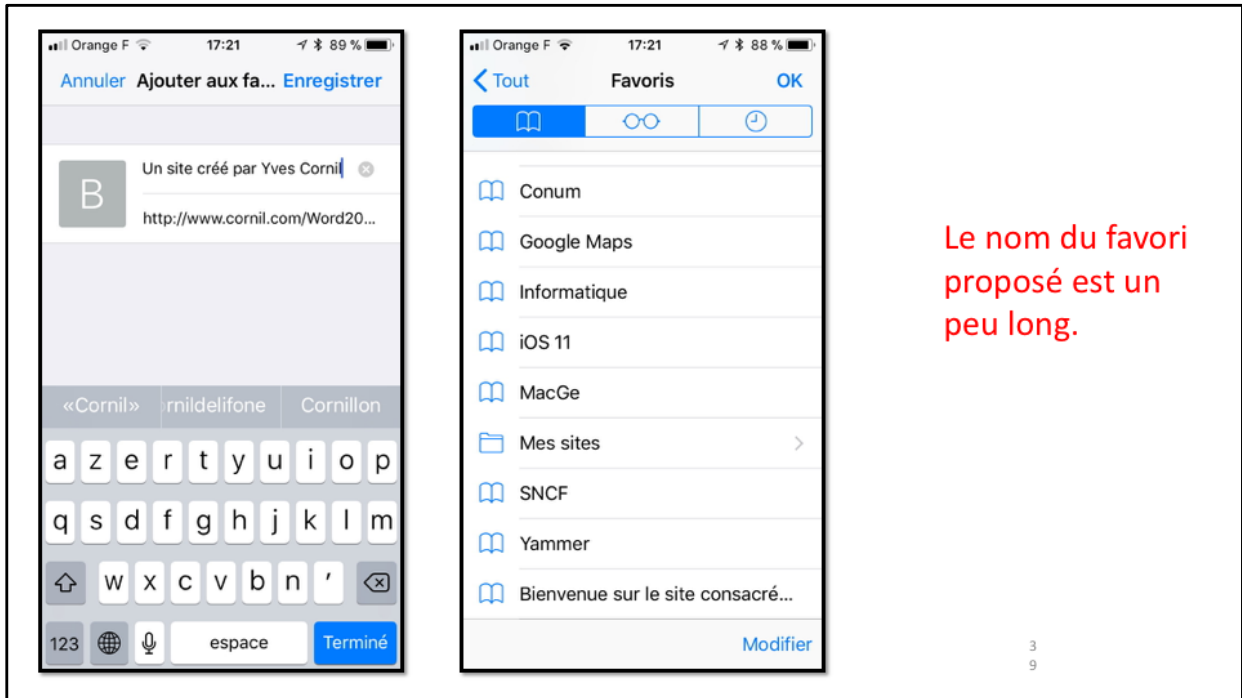 Orange F 17:21 89 %
Annuler Ajouter aux fa... Enregistrer
B
Un site créé par Yves Cornil
http://www.cornil.com/Word20...
«Cornil» rnildelifone Cornillon
a z e r t y u i o p
q s d f g h j k l m
w x c v b n ’
123 espace Terminé
Orange F 17:21 88 %
Tout Favoris OK
Conum
Google Maps
Informatique
iOS 11
MacGe
Mes sites
SNCF
Yammer
Bienvenue sur le site consacré...
Modifier
Le nom du favori
proposé est un
peu long.
3
9